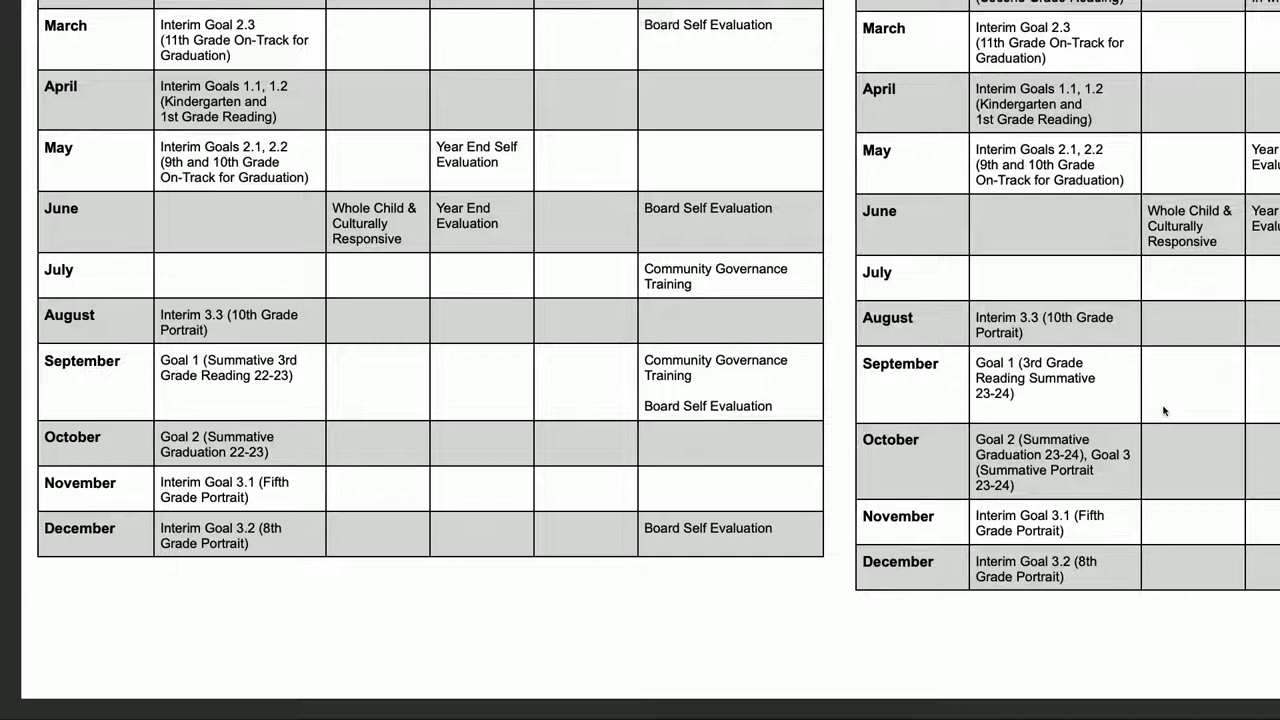 March
Interim Goal 2.3
(11th Grade On-Track for
Graduation)
Board Self Evaluation
April
Interim Goals 1.1, 1.2
(Kindergarten and
1st Grade Reading)
May
Interim Goals 2.1, 2.2
(9th and 10th Grade
On-Track for Graduation)
Year End Self
Evaluation
June
Whole Child &
Culturally
Responsive
Year End
Evaluation
Board Self Evaluation
July
Community Governance
Training
August
Interim 3.3 (10th Grade
Portrait)
September
Goal 1 (Summative 3rd
Grade Reading 22-23)
Community Governance
Training
Board Self Evaluation
October
Goal 2 (Summative
Graduation 22-23)
November
Interim Goal 3.1 (Fifth
Grade Portrait)
December
Interim Goal 3.2 (8th
Grade Portrait)
Board Self Evaluation
March
Interim Goal 2.3
(11th Grade On-Track for
Graduation)
April
Interim Goals 1.1, 1.2
(Kindergarten and
1st Grade Reading)
May
Interim Goals 2.1, 2.2
(9th and 10th Grade
On-Track for Graduation)
Year
June
Whole Child &
Culturally
Responsive
Year
July
August
Interim 3.3 (10th Grade
Portrait)
September
Goal 1 (3rd Grade
Reading Summative
23-24)
October
Goal 2 (Summative
Graduation 23-24), Goal 3
(Summative Portrait
23-24)
November
Interim Goal 3.1 (Fifth
Grade Portrait)
December
Interim Goal 3.2 (8th
Grade Portrait)